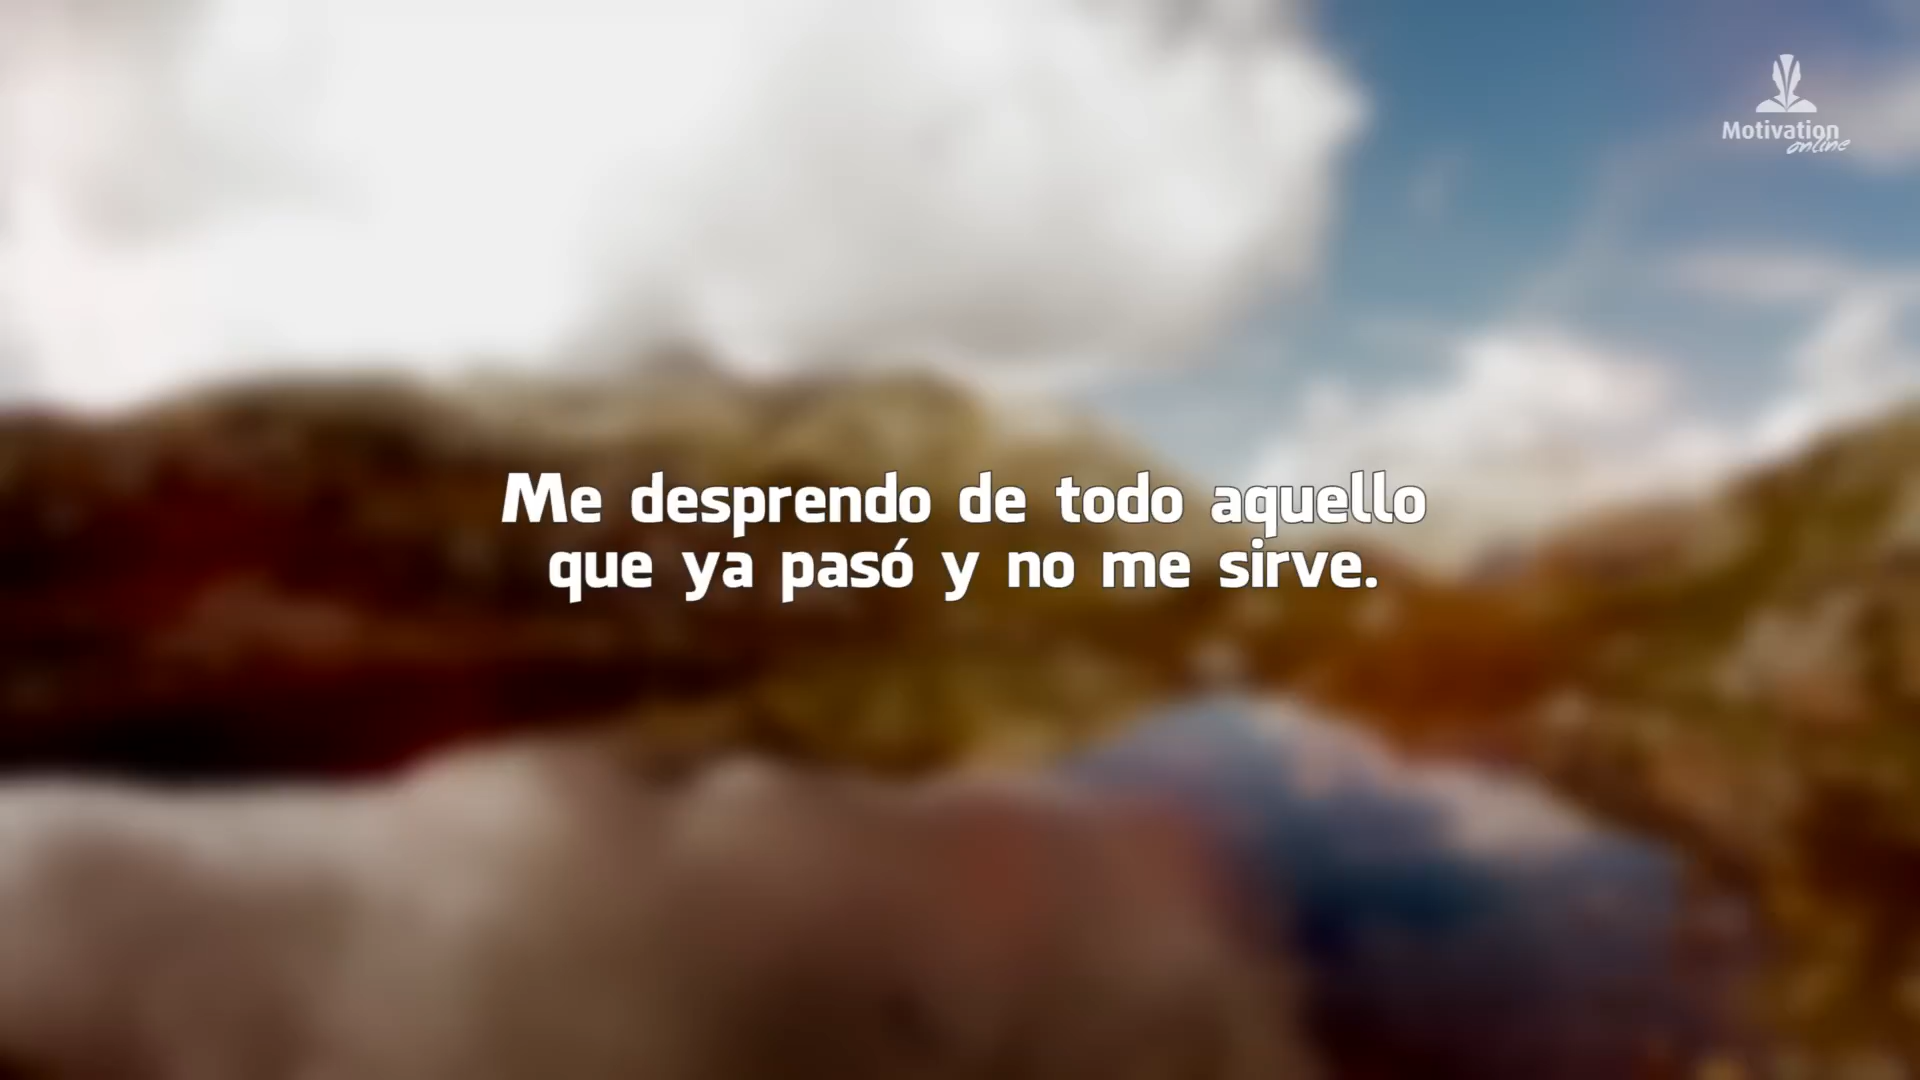 Motivation
online
Me desprendo de todo aquello
que ya pasó y no me sirve.